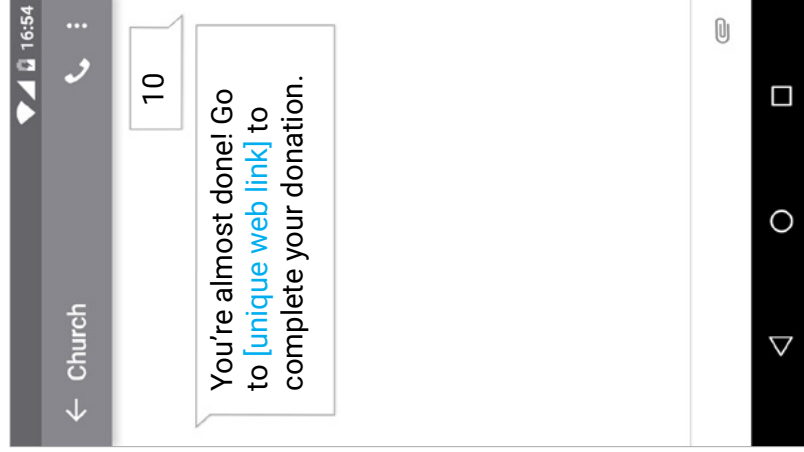 16:54
Church
10
You're almost done! Go
to [unique web link] to
complete your donation.